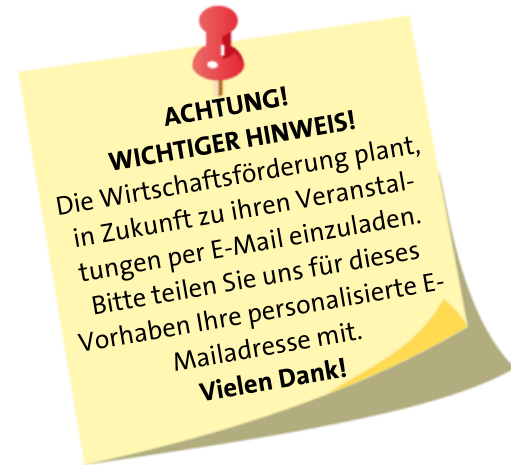 ACHTUNG!
WICHTIGER HINWEIS!
Die Wirtschaftsförderung plant,
in Zukunft zu ihren Veranstal-
tungen per E-Mail einzuladen.
Bitte teilen Sie uns für dieses
Vorhaben Ihre personalisierte E-
Mailadresse mit.
Vielen Dank!